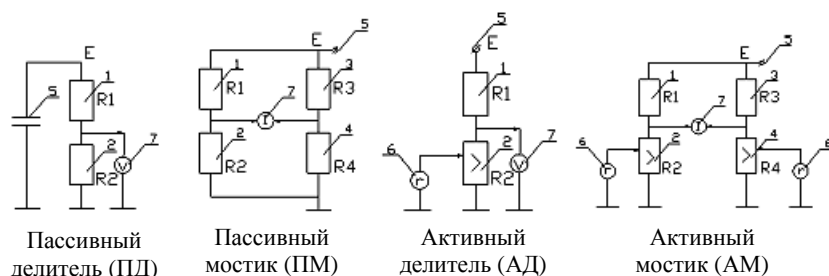 E
5
1
R1
2
R2
7
V
E
5
1
R1
3
R3
7
I
2
R2
4
R4
5
E
1
R1
6
r
2
R2
7
V
E
5
1
R1
3
R3
7
I
6
r
2
R2
4
R4
r
6
Пассивный
делитель (ПД)
Пассивный
мостик (ПМ)
Активный
делитель (АД)
Активный
мостик (АМ)